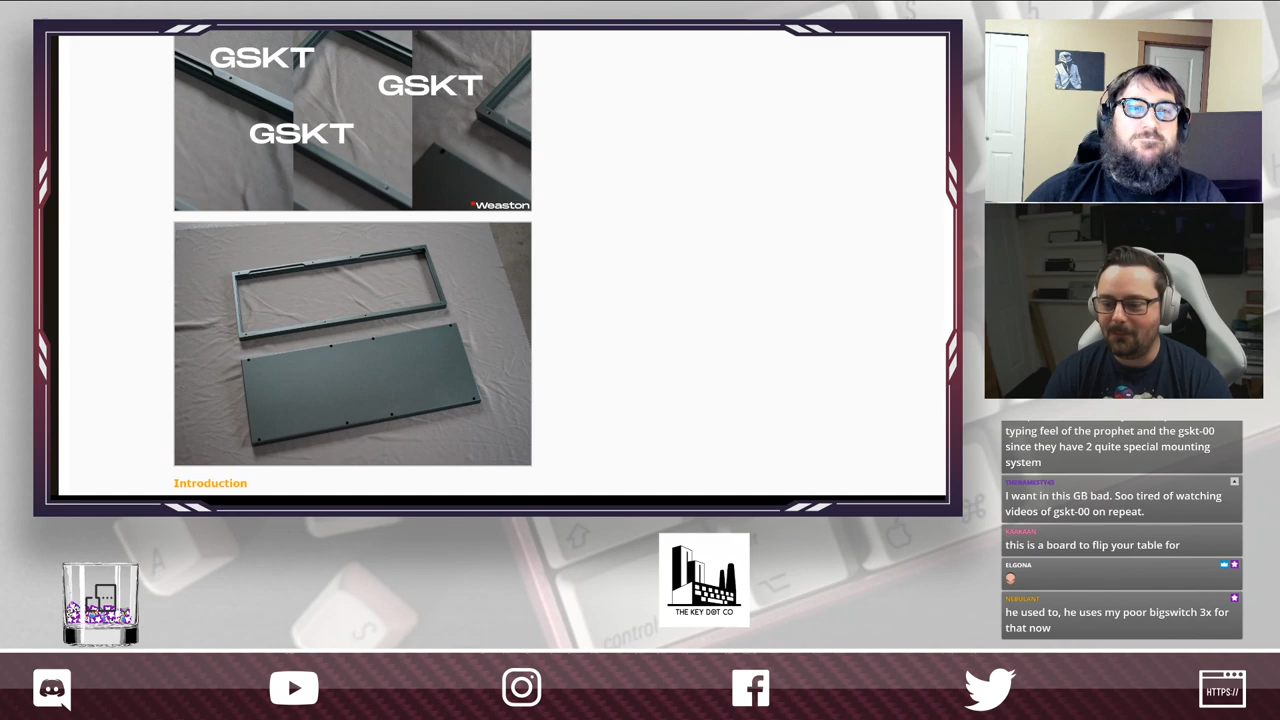 GSKT
GSKT
GSKT
*Weaston
Introduction
typing feel of the prophet and the gskt-00
since they have 2 quite special mounting
system
I want in this GB bad. Soo tired of watching
videos of gskt-00 on repeat.
KAAKAAN
this is a board to flip your table for
ELGONA
NEBULANT
he used to, he uses my poor bigswitch 3x for
that now
THE KEY DOT CO
A
S
control
HTTPS://